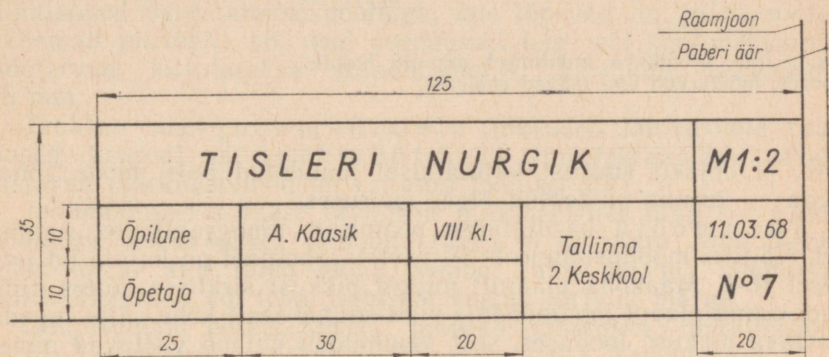 Raamjoon
Paberi äär
125
TISLERI NURGIK M1:2
35
10 Õpilane A. Kaasik VIII kl. Tallinna 2. Keskkool 11.03.68
10 Õpetaja Nº 7
25 30 20 20